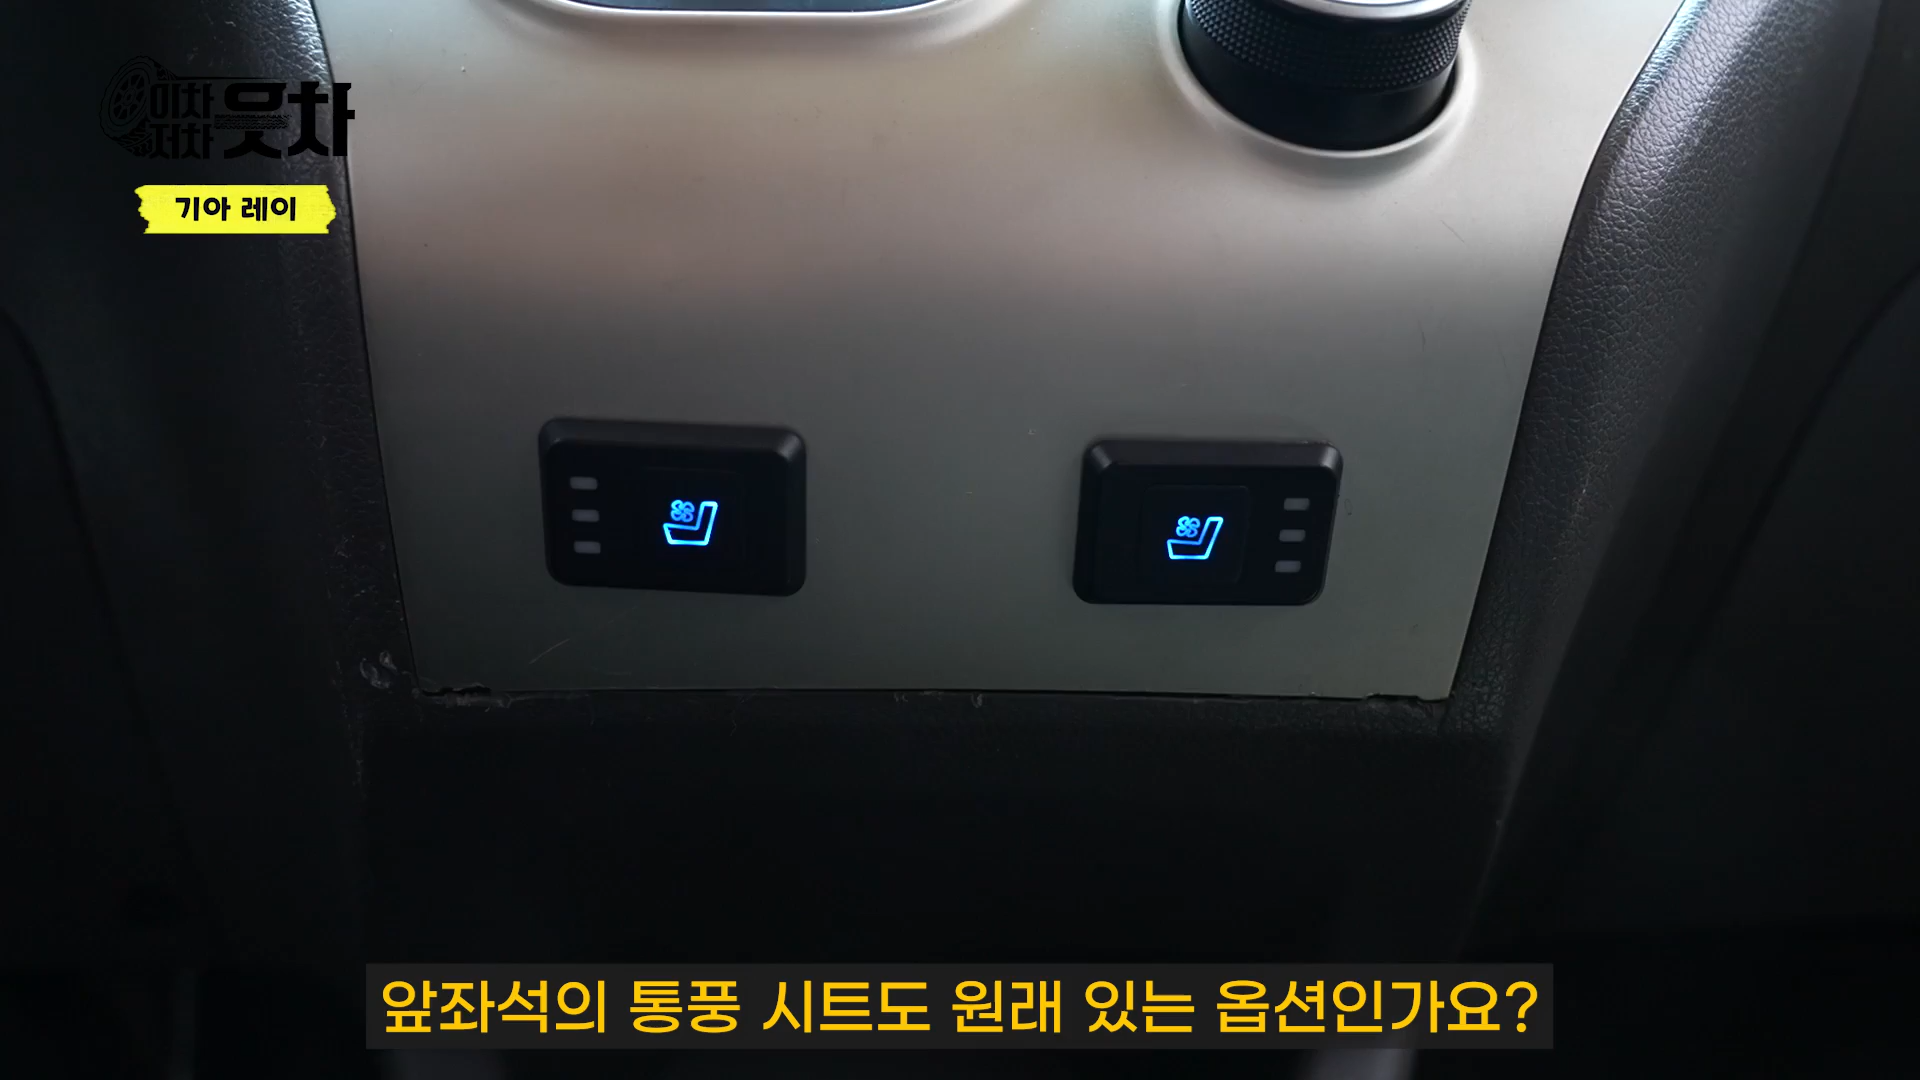 이차
저차
웃차
기아 레이
앞좌석의 통풍 시트도 원래 있는 옵션인가요?